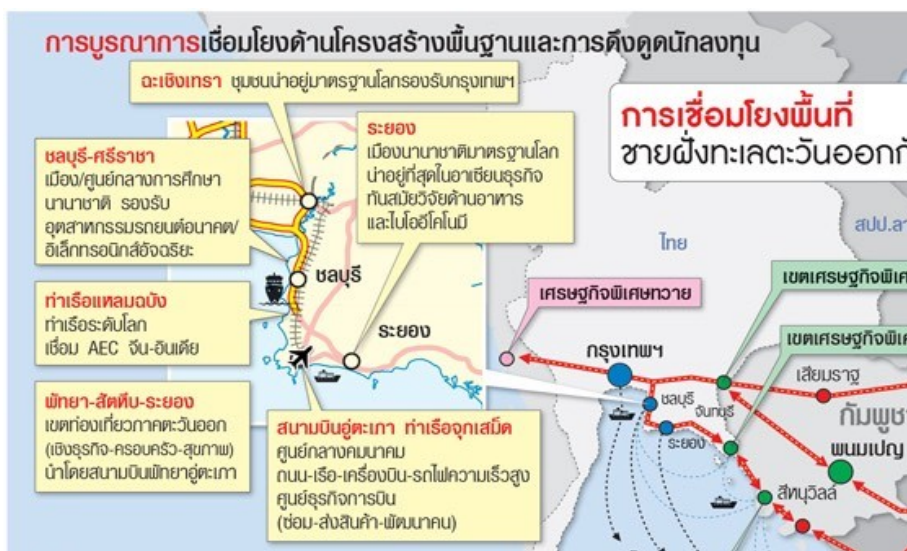 การบูรณาการเชื่อมโยงด้านโครงสร้างพื้นฐานและการดึงดูดนักลงทุน
ฉะเชิงเทรา ชุมชนน่าอยู่มาตรฐานโลกรองรับกรุงเทพฯ
ชลบุรี-ศรีราชา
เมือง/ศูนย์กลางการศึกษา
นานาชาติ รองรับ
อุตสาหกรรมรถยนต์อนาคต/
อิเล็กทรอนิกส์อัจฉริยะ
ระยอง
เมืองนานาชาติมาตรฐานโลก
น่าอยู่ที่สุดในอาเซียนธุรกิจ
ทันสมัยวิจัยด้านอาหาร
และไบโออีโคโนมี
ท่าเรือแหลมฉบัง
ท่าเรือระดับโลก
เชื่อม AEC จีน-อินเดีย
พัทยา-สัตหีบ-ระยอง
เขตท่องเที่ยวภาคตะวันออก
(เชิงธุรกิจ-ครอบครัว-สุขภาพ)
นำโดยสนามบินพัทยาอู่ตะเภา
สนามบินอู่ตะเภา ท่าเรือจุกเสม็ด
ศูนย์กลางคมนาคม
ถนน-เรือ-เครื่องบิน-รถไฟความเร็วสูง
ศูนย์ธุรกิจการบิน
(ซ่อม-ส่งสินค้า-พัฒนาคน)
ชลบุรี
ระยอง
การเชื่อมโยงพื้นที่
ชายฝั่งทะเลตะวันออกกั
ไทย
สปป.ลา
เศรษฐกิจพิเศษทวาย
เขตเศรษฐกิจพิเ
เขตเศรษฐกิจพิเ
กรุงเทพฯ
เสียมราฐ
ชลบุรี
จันทบุรี
ระยอง
กัมพูช
พนมเปญ
สีหนุวิลล์